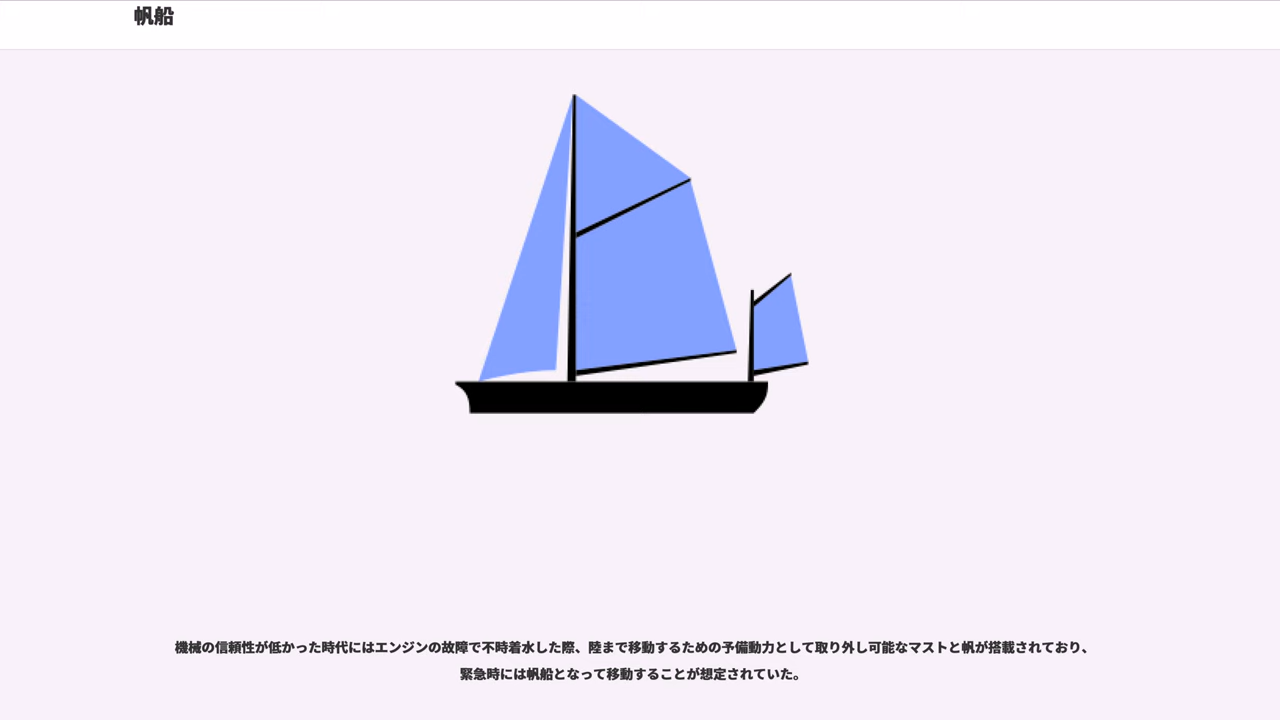 帆船
機械の信頼性が低かった時代にはエンジンの故障で不時着水した際、陸まで移動するための予備動力として取り外し可能なマストと帆が搭載されており、
緊急時には帆船となって移動することが想定されていた。